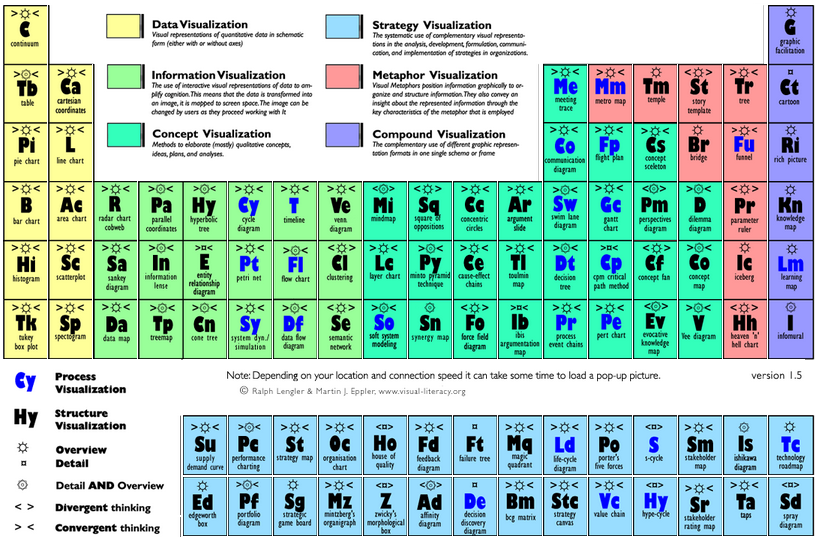 C
continuum
Data Visualization
Visual representations of quantitative data in schematic
form (either with or without axes)
Strategy Visualization
The systematic use of complementary visual representa-
tions in the analysis, development, formulation, communi-
cation, and implementation of strategies in organizations.
G
graphic
facilitation
Tb
table
Ca
cartesian
coordinates
Information Visualization
The use of interactive visual representations of data to am-
plify cognition. This means that the data is transformed into
an image, it is mapped to screen space. The image can be
changed by users as they proceed working with it
Metaphor Visualization
Visual Metaphors position information graphically to or-
ganize and structure information. They also convey an
insight about the represented information through the
key characteristics of the metaphor that is employed
Me
meeting
trace
Mm
metro map
Tm
temple
St
story
template
Tr
tree
Ct
cartoon
Pi
pie chart
L
line chart
Concept Visualization
Methods to elaborate (mostly) qualitative concepts,
ideas, plans, and analyses.
Compound Visualization
The complementary use of different graphic represen-
tation formats in one single schema or frame
Co
communication
diagram
Fp
flight plan
Cs
concept
sceleton
Br
bridge
Fu
funnel
Ri
rich picture
B
bar chart
Ac
area chart
R
radar chart
cobweb
Pa
parallel
coordinates
Hy
hyperbolic
tree
Cy
cycle
diagram
T
timeline
Ve
venn
diagram
Mi
mindmap
Sq
square of
oppositions
Cc
concentric
circles
Ar
argument
slide
Sw
swim lane
diagram
Gc
gantt
chart
Pm
perspectives
diagram
D
dilemma
diagram
Pr
parameter
ruler
Kn
knowledge
map
Hi
histogram
Sc
scatterplot
Sa
sankey
diagram
In
information
lense
E
entity
relationship
diagram
Pt
petri net
Fl
flow chart
Cl
clustering
Lc
layer chart
Py
minto pyramid
technique
Ce
cause-effect
chains
Tl
toulmin
map
Dt
decision
tree
Cp
cpm critical
path method
Cf
concept fan
Co
concept
map
Ic
iceberg
Lm
learning
map
Tk
tukey
box plot
Sp
spectogram
Da
data map
Tp
treemap
Cn
cone tree
Sy
system dyn./
simulation
Df
data flow
diagram
Se
semantic
network
So
soft system
modeling
Sn
synergy map
Fo
force field
diagram
Ib
ibis
argumentation
map
Pr
process
event chains
Pe
pert chart
Ev
evocative
knowledge
map
V
Vee diagram
Hh
heaven 'n'
hell chart
I
infomural
Cy
Process
Visualization
Note: Depending on your location and connection speed it can take some time to load a pop-up picture.
version 1.5
© Ralph Lengler & Martin J. Eppler, www.visual-literacy.org
Hy
Structure
Visualization
Overview
Detail
Detail AND Overview
< > Divergent thinking
> < Convergent thinking
Su
supply
demand curve
Pc
performance
charting
St
strategy map
Oc
organisation
chart
Ho
house of
quality
Fd
feedback
diagram
Ft
failure tree
Mq
magic
quadrant
Ld
life-cycle
diagram
Po
porter's
five forces
S
s-cycle
Sm
stakeholder
map
Is
ishikawa
diagram
Tc
technology
roadmap
Ed
edgeworth
box
Pf
portfolio
diagram
Sg
strategic
game board
Mz
mintzberg's
organigraph
Z
zwicky's
morphological
box
Ad
affinity
diagram
De
decision
discovery
diagram
Bm
bcg matrix
Stc
strategy
canvas
Vc
value chain
Hy
hype-cycle
Sr
stakeholder
rating map
Ta
taps
Sd
spray
diagram